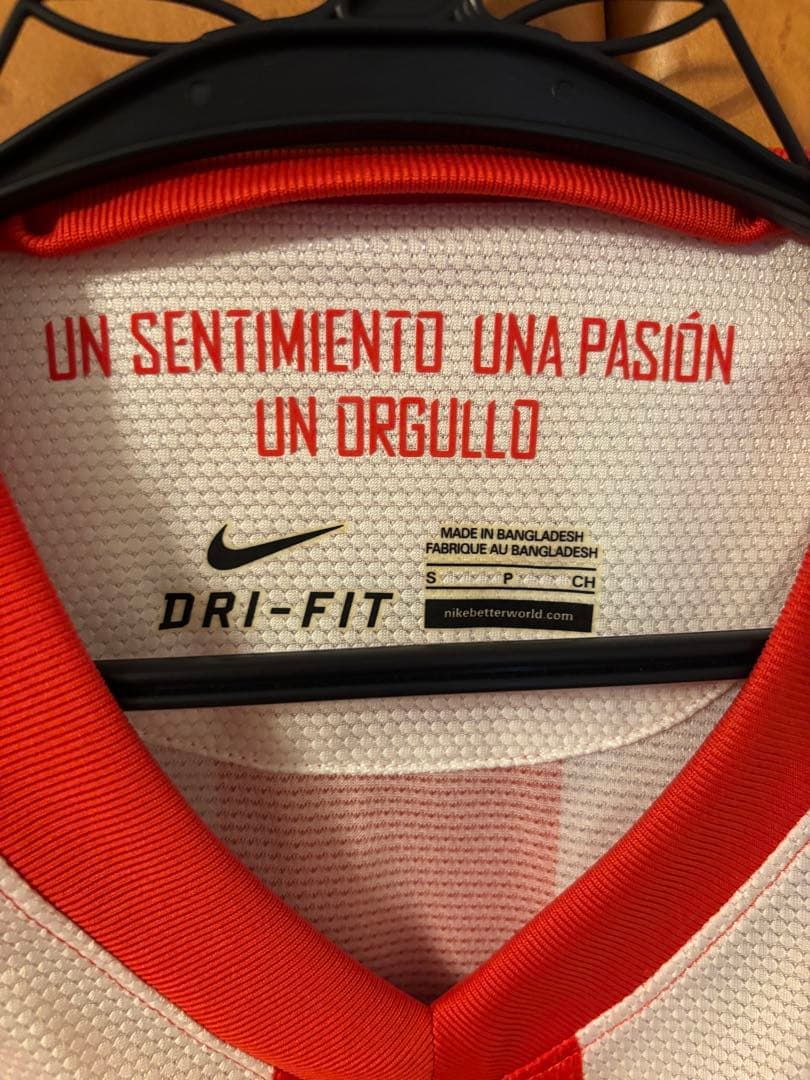 UN SENTIMIENTO UNA PASIÓN
UN ORGULLO
DRI-FIT
MADE IN BANGLADESH
FABRIQUE AU BANGLADESH
S P CH
nikebetterworld.com